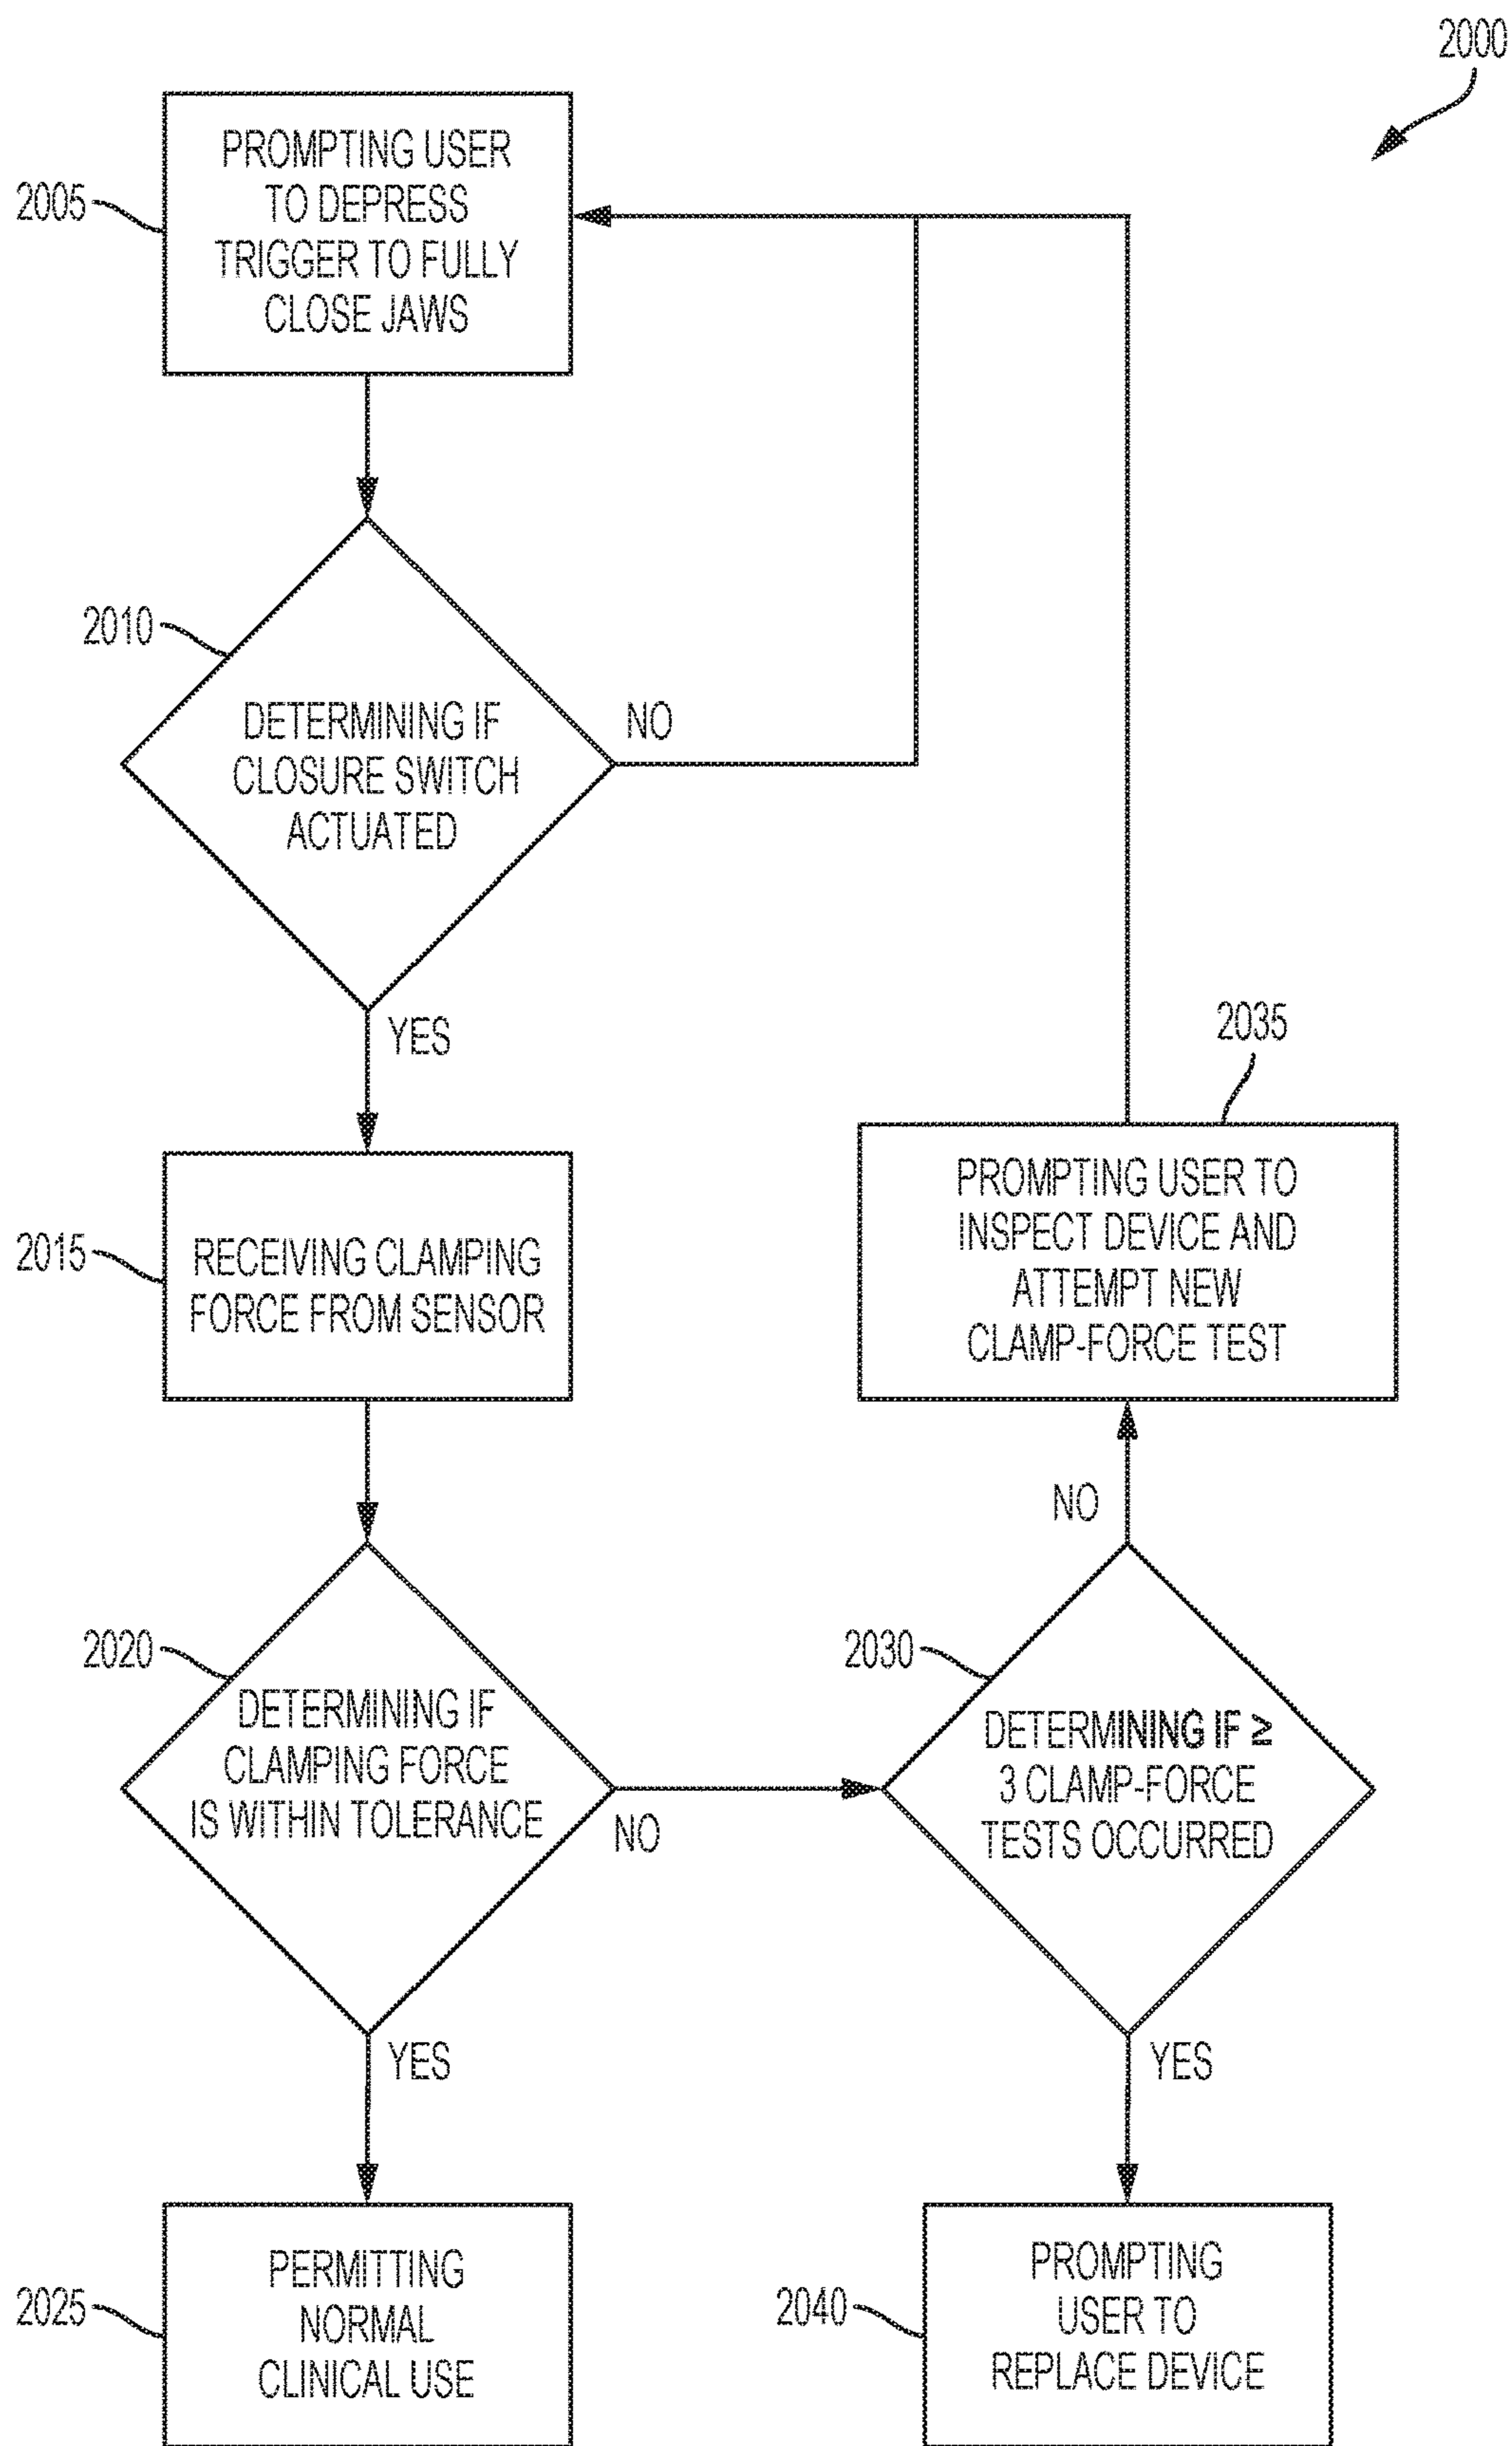 2000
2005
PROMPTING USER
TO DEPRESS
TRIGGER TO FULLY
CLOSE JAWS
2010
DETERMINING IF
CLOSURE SWITCH
ACTUATED
NO
YES
2015
RECEIVING CLAMPING
FORCE FROM SENSOR
2020
DETERMINING IF
CLAMPING FORCE
IS WITHIN TOLERANCE
NO
YES
2025
PERMITTING
NORMAL
CLINICAL USE
2030
DETERMINING IF ≥
3 CLAMP-FORCE
TESTS OCCURRED
NO
YES
2035
PROMPTING USER TO
INSPECT DEVICE AND
ATTEMPT NEW
CLAMP-FORCE TEST
2040
PROMPTING
USER TO
REPLACE DEVICE